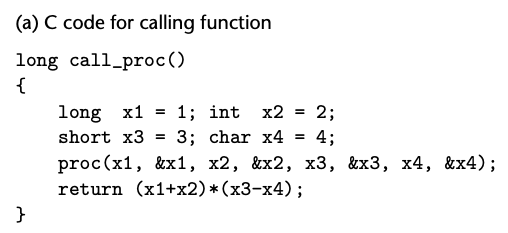 (a) C code for calling function
long call_proc()
{
    long  x1 = 1; int  x2 = 2;
    short x3 = 3; char x4 = 4;
    proc(x1, &x1, x2, &x2, x3, &x3, x4, &x4);
    return (x1+x2)*(x3-x4);
}